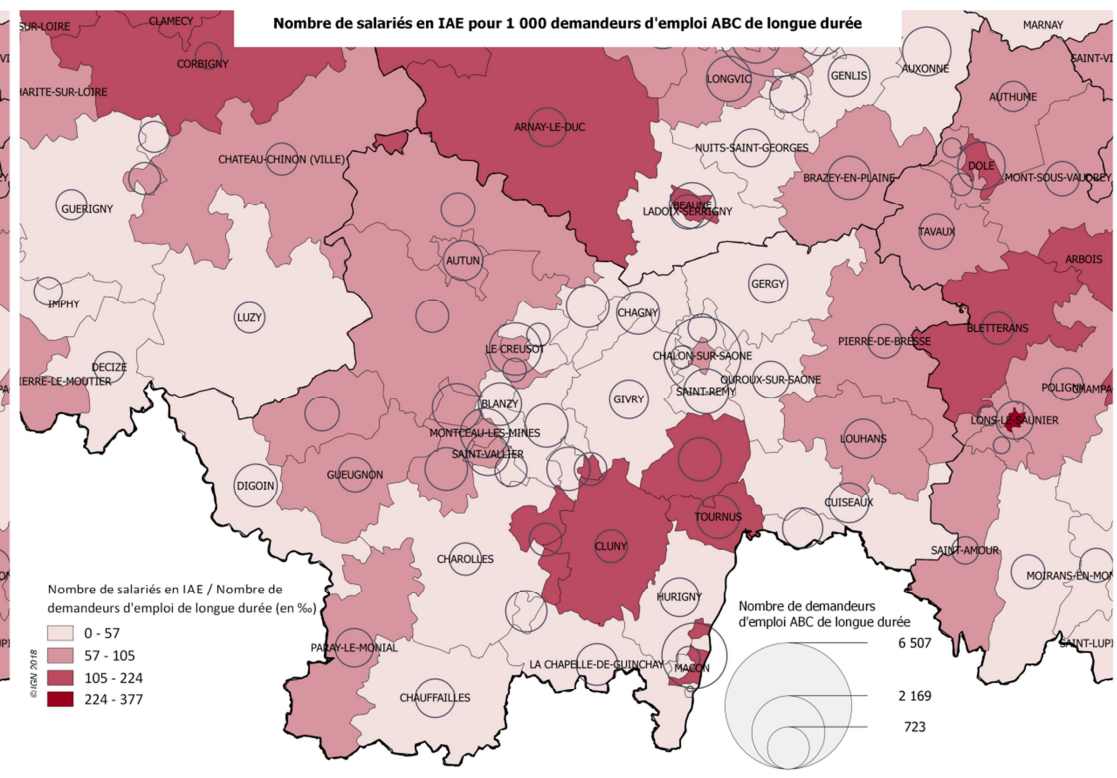 Nombre de salariés en IAE pour 1 000 demandeurs d'emploi ABC de longue durée
SUR-LOIRE
CLAMECY
MARNAY
CORBIGNY
SAINT-VI
LONGVIC
GENLIS
AUXONNE
HARITE-SUR-LOIRE
AUTHUME
ARNAY-LE-DUC
NUITS-SAINT-GEORGES
CHATEAU-CHINON (VILLE)
DOLE
BRAZEY-EN-PLAINE
MONT-SOUS-VAUDREY
GUERIGNY
BEAUNE
LADOIX-SERRIGNY
TAVAUX
AUTUN
ARBOIS
GERGY
IMPHY
LUZY
CHAGNY
BLETTERANS
LE CREUSOT
CHALON-SUR-SAONE
PIERRE-DE-BRESSE
DECIZE
IERRE-LE-MOUTIER
OUROUX-SUR-SAONE
POLIGNY
CHAMPA
SAINT-REMY
BLANZY
GIVRY
LONS-LE-SAUNIER
MONTCEAU-LES-MINES
LOUHANS
SAINT-VALLIER
GUEUGNON
DIGOIN
CUISEAUX
TOURNUS
CLUNY
SAINT-AMOUR
CHAROLLES
MOIRANS-EN-MON
HURIGNY
PARAY-LE-MONIAL
SAINT-LUPI
LA CHAPELLE-DE-GUINCHAY
MACON
CHAUFFAILLES
Nombre de salariés en IAE / Nombre de
demandeurs d'emploi de longue durée (en ‰)
0 - 57
57 - 105
105 - 224
224 - 377
©IGN 2018
Nombre de demandeurs
d'emploi ABC de longue durée
6 507
2 169
723